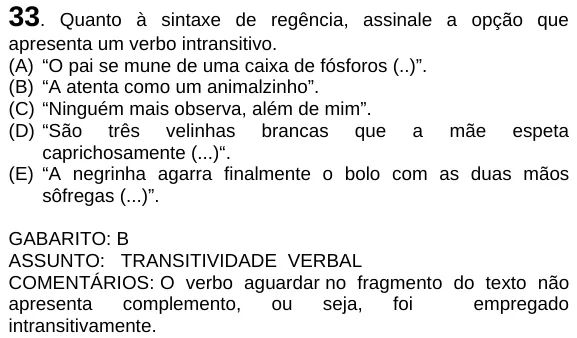 33. Quanto à sintaxe de regência, assinale a opção que
apresenta um verbo intransitivo.
(A) “O pai se mune de uma caixa de fósforos (..)”.
(B) “A atenta como um animalzinho”.
(C) “Ninguém mais observa, além de mim”.
(D) “São três velinhas brancas que a mãe espeta
caprichosamente (...)“.
(E) “A negrinha agarra finalmente o bolo com as duas mãos
sôfregas (...)”.
GABARITO: B
ASSUNTO: TRANSITIVIDADE VERBAL
COMENTÁRIOS: O verbo aguardar no fragmento do texto não
apresenta complemento, ou seja, foi empregado
intransitivamente.